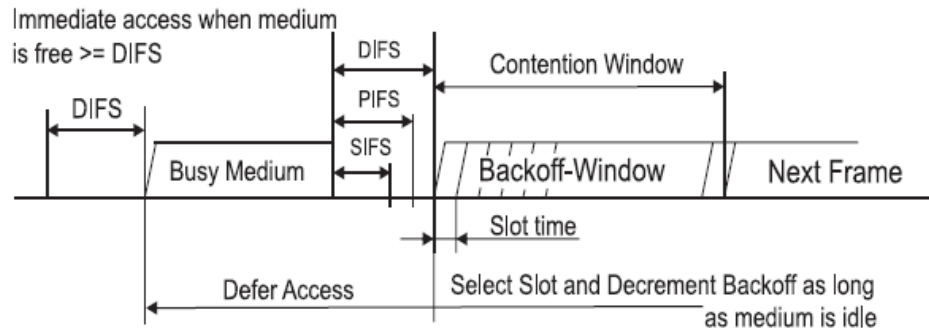 Immediate access when medium
is free >= DIFS
DIFS
DIFS
Contention Window
PIFS
SIFS
Busy Medium
Backoff-Window
Next Frame
Slot time
Defer Access
Select Slot and Decrement Backoff as long
as medium is idle